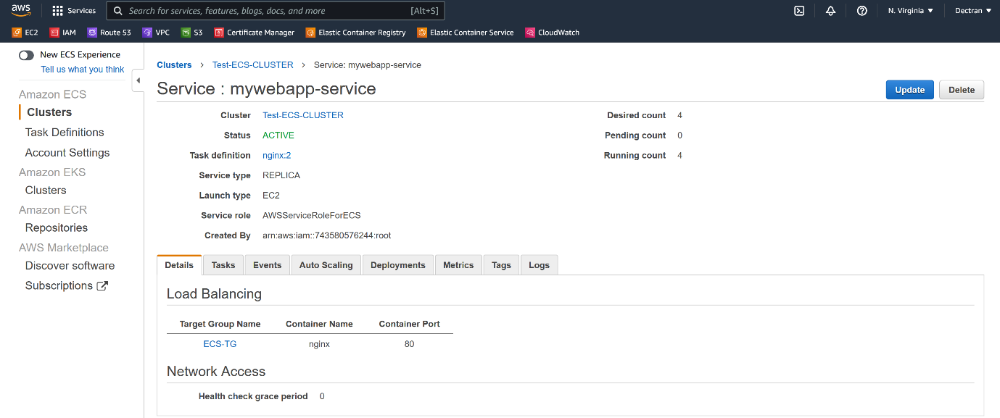 aws Services Search for services, features, blogs, docs, and more [Alt+S] N. Virginia Dectran
EC2 IAM Route 53 VPC S3 Certificate Manager Elastic Container Registry Elastic Container Service CloudWatch
New ECS Experience
Tell us what you think
Amazon ECS
Clusters
Task Definitions
Account Settings
Amazon EKS
Clusters
Amazon ECR
Repositories
AWS Marketplace
Discover software
Subscriptions
Clusters > Test-ECS-CLUSTER > Service: mywebapp-service
Service : mywebapp-service
Update Delete
Cluster Test-ECS-CLUSTER Desired count 4
Status ACTIVE Pending count 0
Task definition nginx:2 Running count 4
Service type REPLICA
Launch type EC2
Service role AWSServiceRoleForECS
Created By arn:aws:iam::743580576244:root
Details Tasks Events Auto Scaling Deployments Metrics Tags Logs
Load Balancing
Target Group Name Container Name Container Port
ECS-TG nginx 80
Network Access
Health check grace period 0